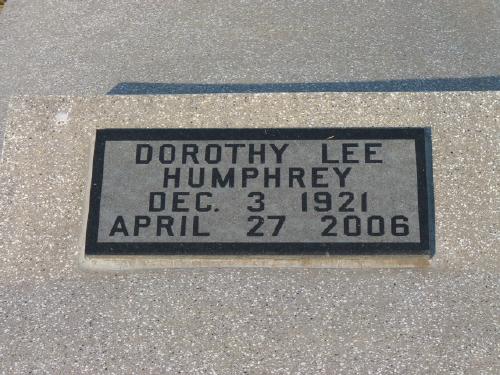 DOROTHY LEE
HUMPHREY
DEC. 3 1921
APRIL 27 2006